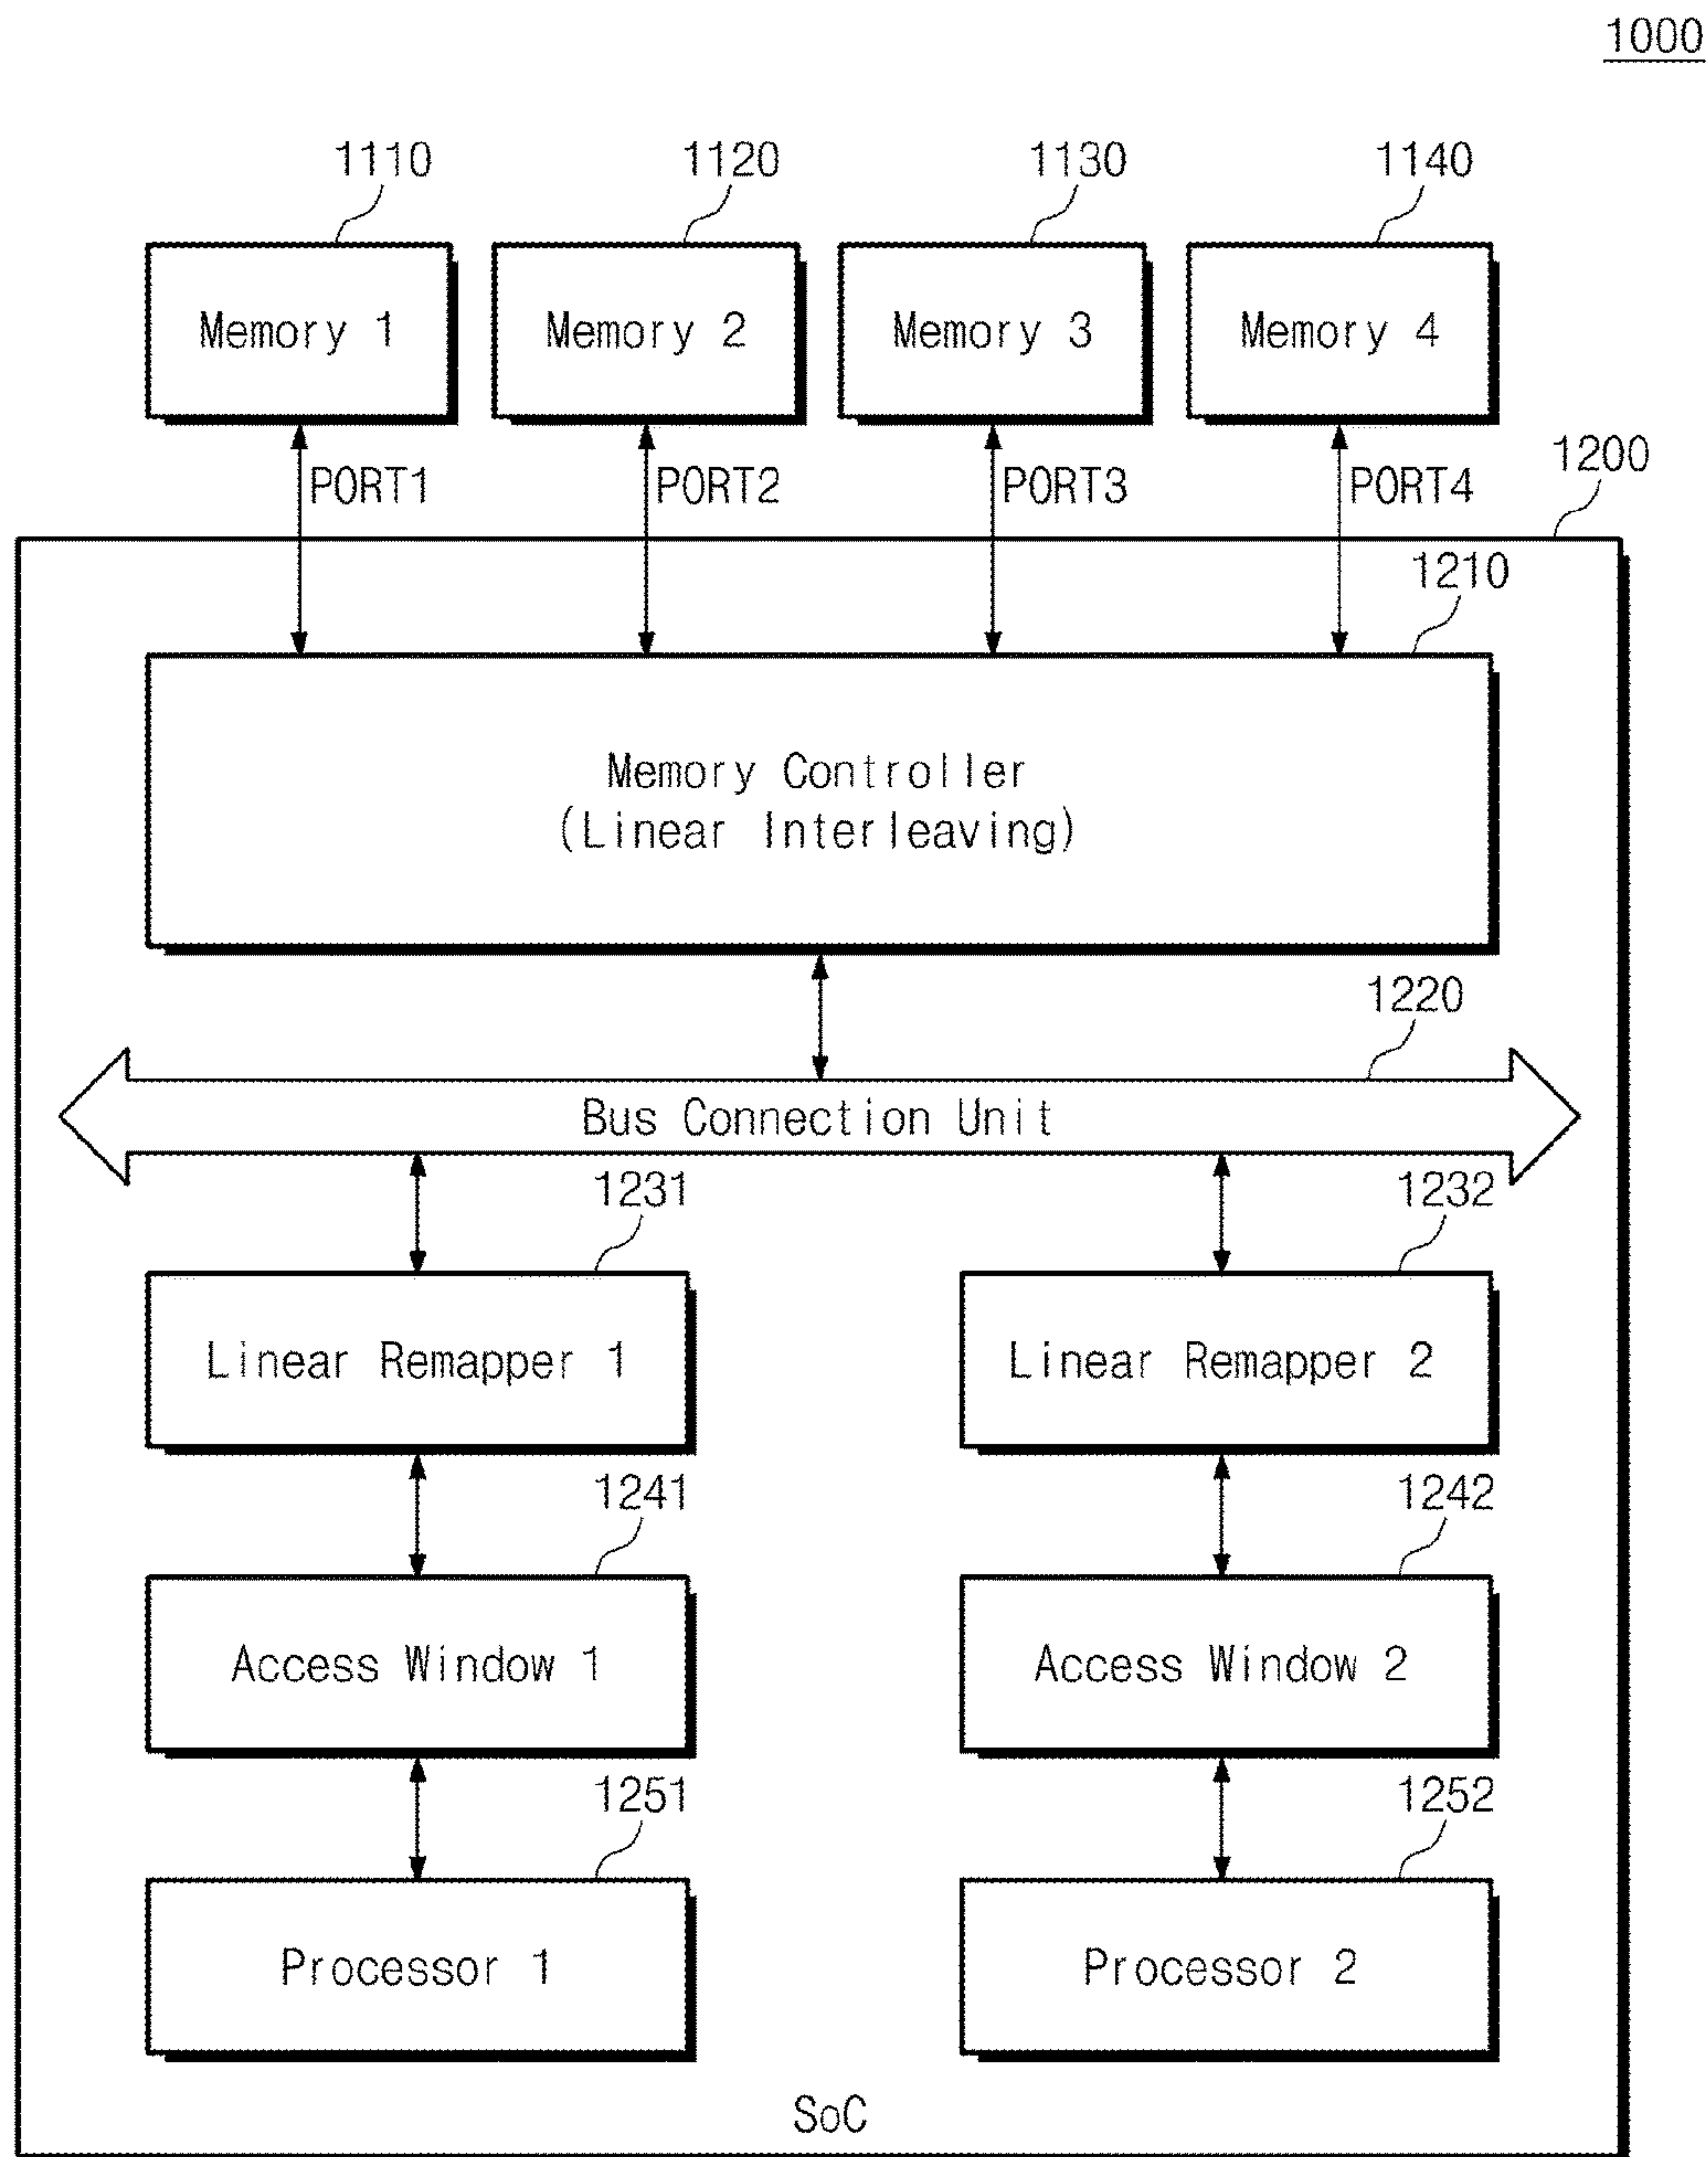 1000
1110
1120
1130
1140
Memory 1
Memory 2
Memory 3
Memory 4
PORT1
PORT2
PORT3
PORT4
1200
1210
Memory Controller
(Linear Interleaving)
1220
Bus Connection Unit
1231
1232
Linear Remapper 1
Linear Remapper 2
1241
1242
Access Window 1
Access Window 2
1251
1252
Processor 1
Processor 2
SoC